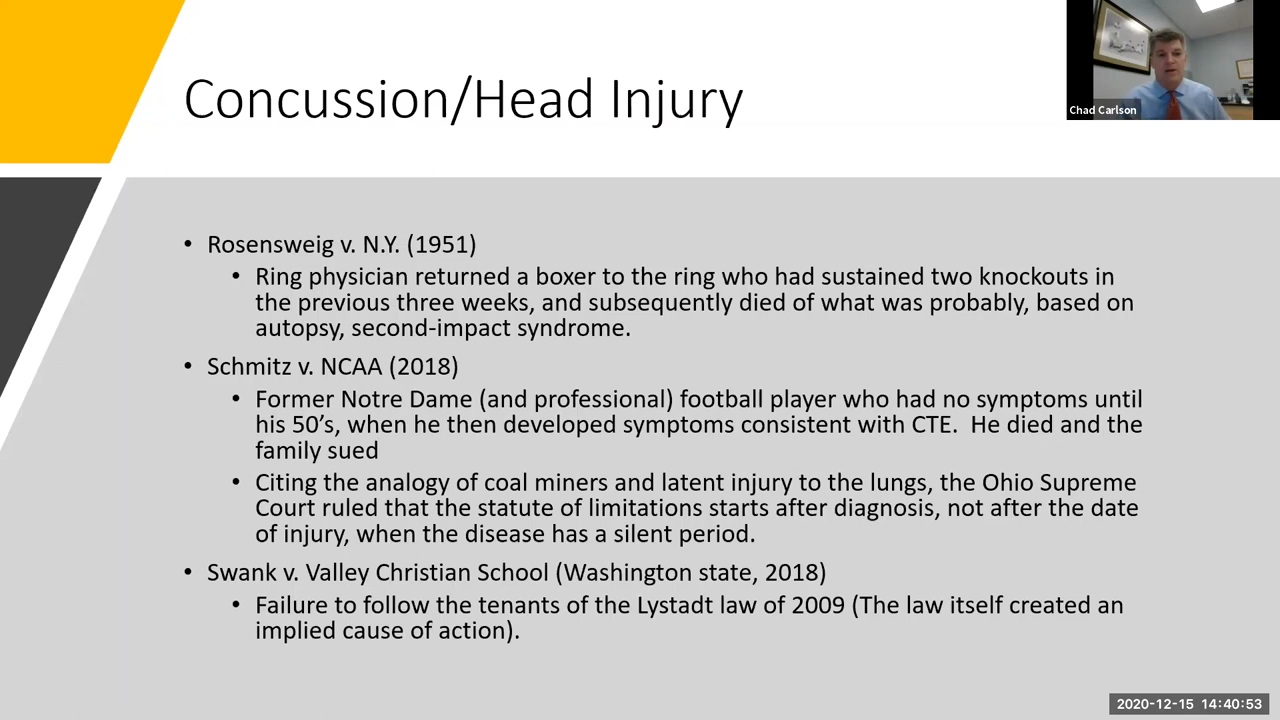 Concussion/Head Injury
Chad Carlson
• Rosensweig v. N.Y. (1951)
• Ring physician returned a boxer to the ring who had sustained two knockouts in
the previous three weeks, and subsequently died of what was probably, based on
autopsy, second-impact syndrome.
• Schmitz v. NCAA (2018)
• Former Notre Dame (and professional) football player who had no symptoms until
his 50’s, when he then developed symptoms consistent with CTE.  He died and the
family sued
• Citing the analogy of coal miners and latent injury to the lungs, the Ohio Supreme
Court ruled that the statute of limitations starts after diagnosis, not after the date
of injury, when the disease has a silent period.
• Swank v. Valley Christian School (Washington state, 2018)
• Failure to follow the tenants of the Lystadt law of 2009 (The law itself created an
implied cause of action).
2020-12-15 14:40:53